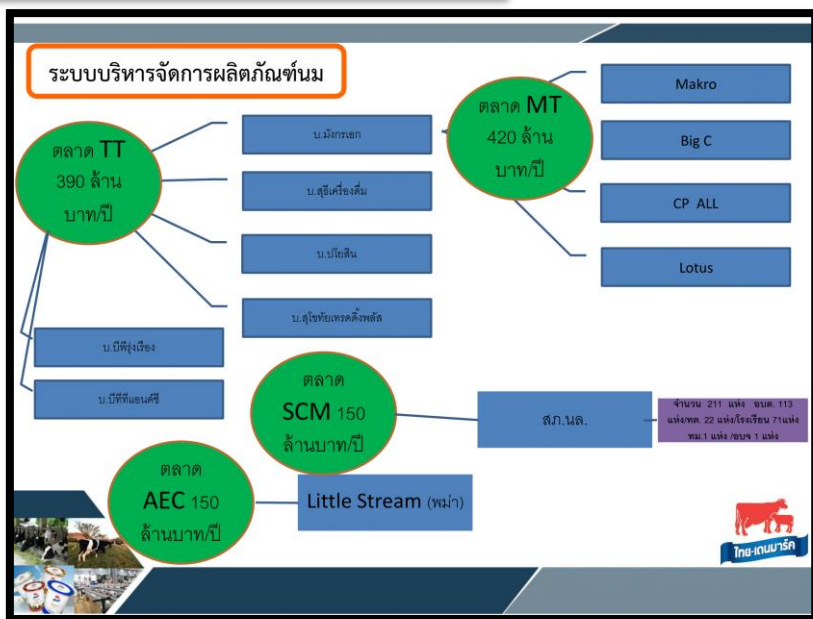 ระบบบริหารจัดการผลิตภัณฑ์นม
ตลาด TT
390 ล้าน
บาท/ปี
บ.มังกรเอก
บ.สุธีเครื่องดื่ม
บ.ปโยสิน
บ.สุโขทัยเทรดดิ้งพลัส
บ.บีพีรุ่งเรือง
บ.บีทีทีแอนด์ซี
ตลาด MT
420 ล้าน
บาท/ปี
Makro
Big C
CP ALL
Lotus
ตลาด
SCM 150
ล้านบาท/ปี
สภ.นล.
จำนวน 211 แห่ง อบต. 113
แห่ง/ทต. 22 แห่ง/โรงเรียน 71แห่ง
ทม.1 แห่ง /อบจ 1 แห่ง
ตลาด
AEC 150
ล้านบาท/ปี
Little Stream (พม่า)
ไทย-เดนมาร์ค